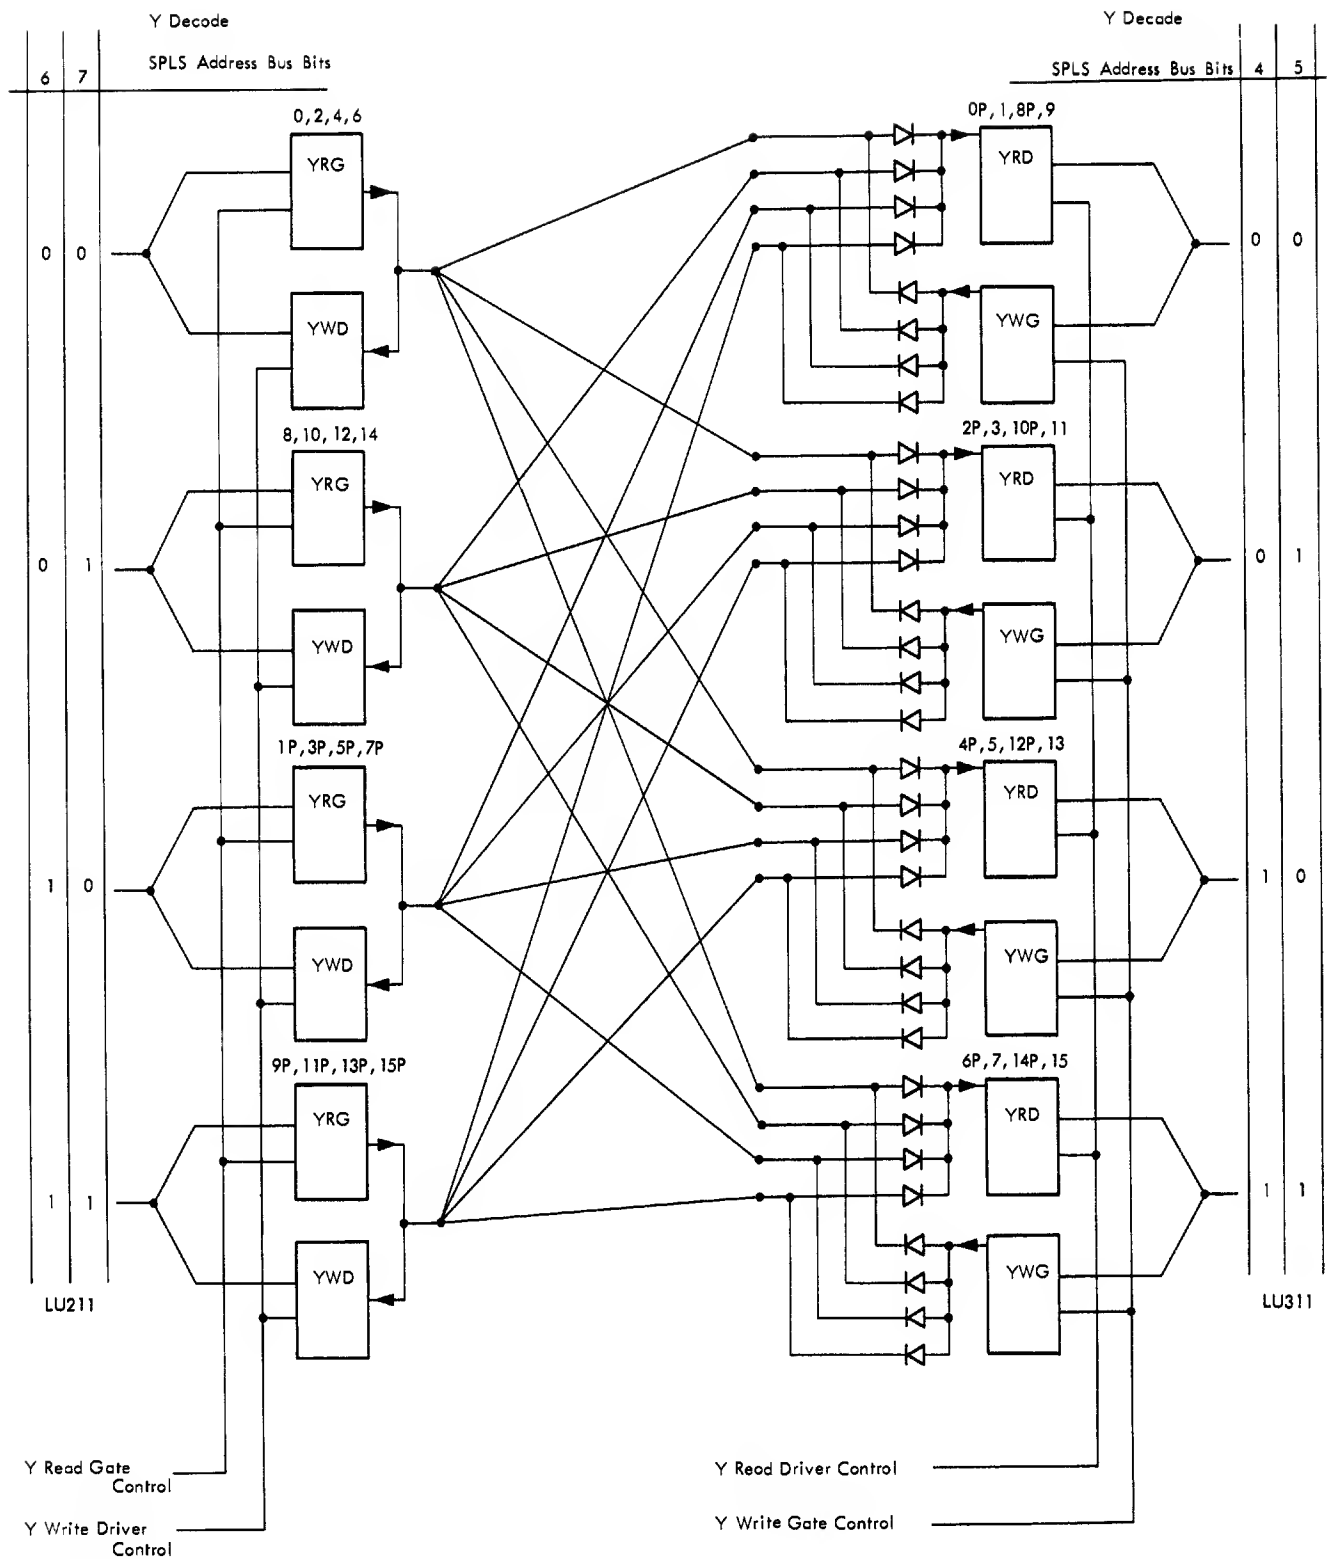 Y Decode
Y Decade
SPLS Address Bus Bits
SPLS Address Bus Bits
6 7
4 5
0,2,4,6
0P,1,8P,9
YRG
YRD
0 0
0 0
YWD
YWG
8,10,12,14
2P,3,10P,11
YRG
YRD
0 1
0 1
YWD
YWG
1P,3P,5P,7P
4P,5,12P,13
YRG
YRD
1 0
1 0
YWD
YWG
9P,11P,13P,15P
6P,7,14P,15
YRG
YRD
1 1
1 1
YWD
YWG
LU211
LU311
Y Read Gate
Control
Y Reod Driver Control
Y Write Driver
Control
Y Write Gate Control